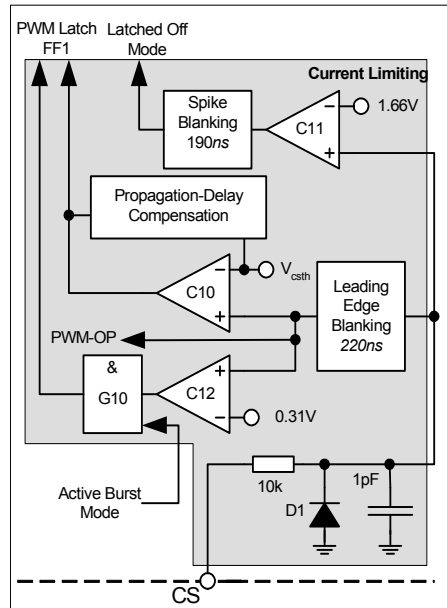 PWM Latch
FF1
Latched Off
Mode
Current Limiting
Spike
Blanking
190ns
C11
1.66V
Propagation-Delay
Compensation
C10
Vcsth
Leading
Edge
Blanking
220ns
PWM-OP
&
G10
C12
0.31V
Active Burst
Mode
10k
D1
1pF
CS